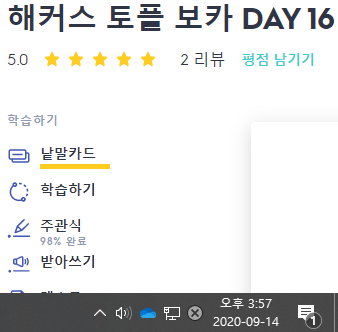 해커스 토플 보카 DAY 16
5.0 2 리뷰 평점 남기기
학습하기
낱말카드
학습하기
주관식
98% 완료
받아쓰기
오후 3:57
2020-09-14
1